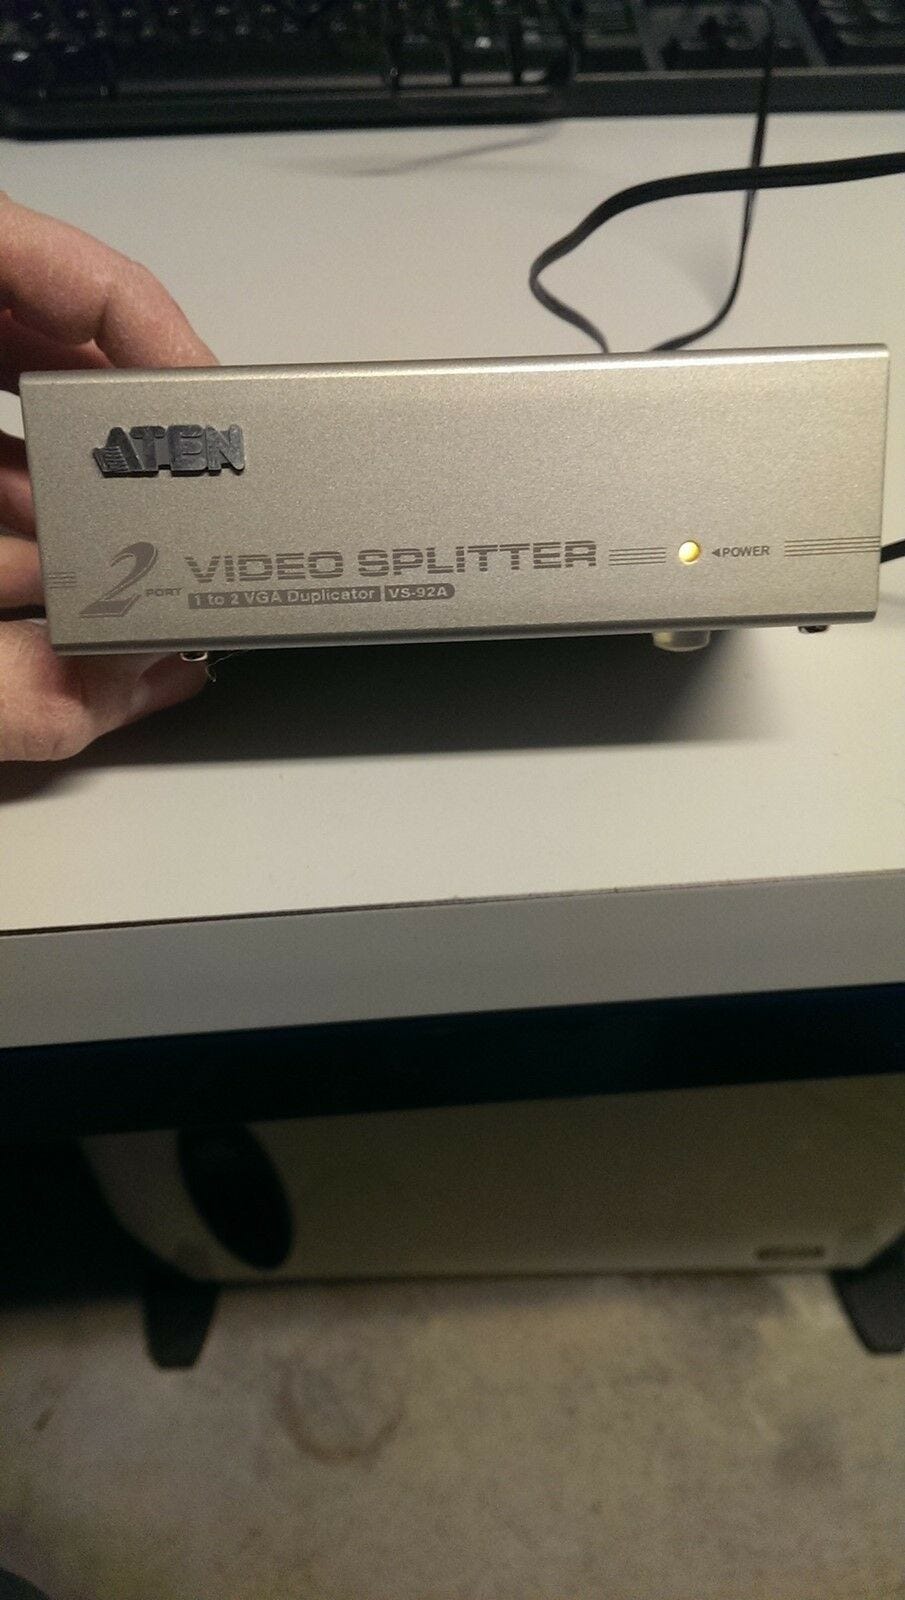 ATEN
2 PORT VIDEO SPLITTER ◄POWER
1 to 2 VGA Duplicator VS-92A